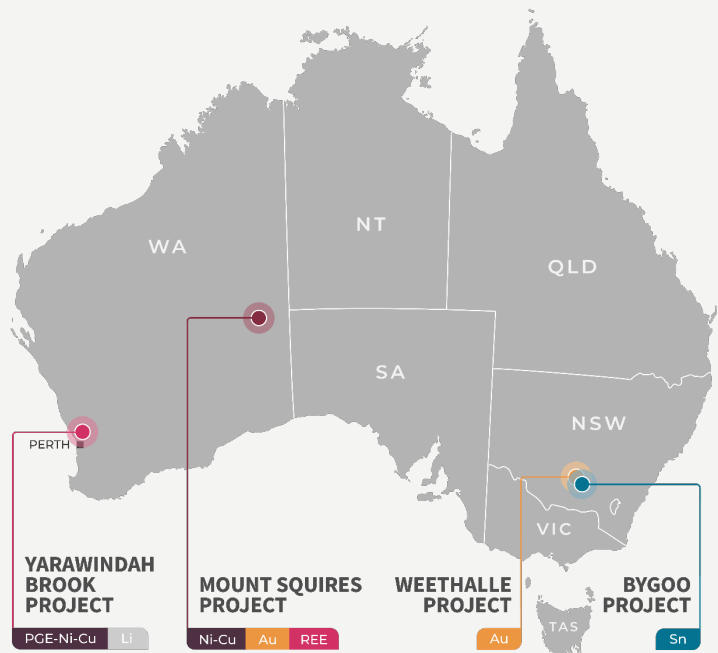 NT
WA
QLD
SA
NSW
PERTH
VIC
YARAWINDAH
BROOK
PROJECT
PGE-Ni-Cu Li
MOUNT SQUIRES
PROJECT
Ni-Cu Au REE
WEETHALLE
PROJECT
Au
BYGOO
PROJECT
Sn
TAS